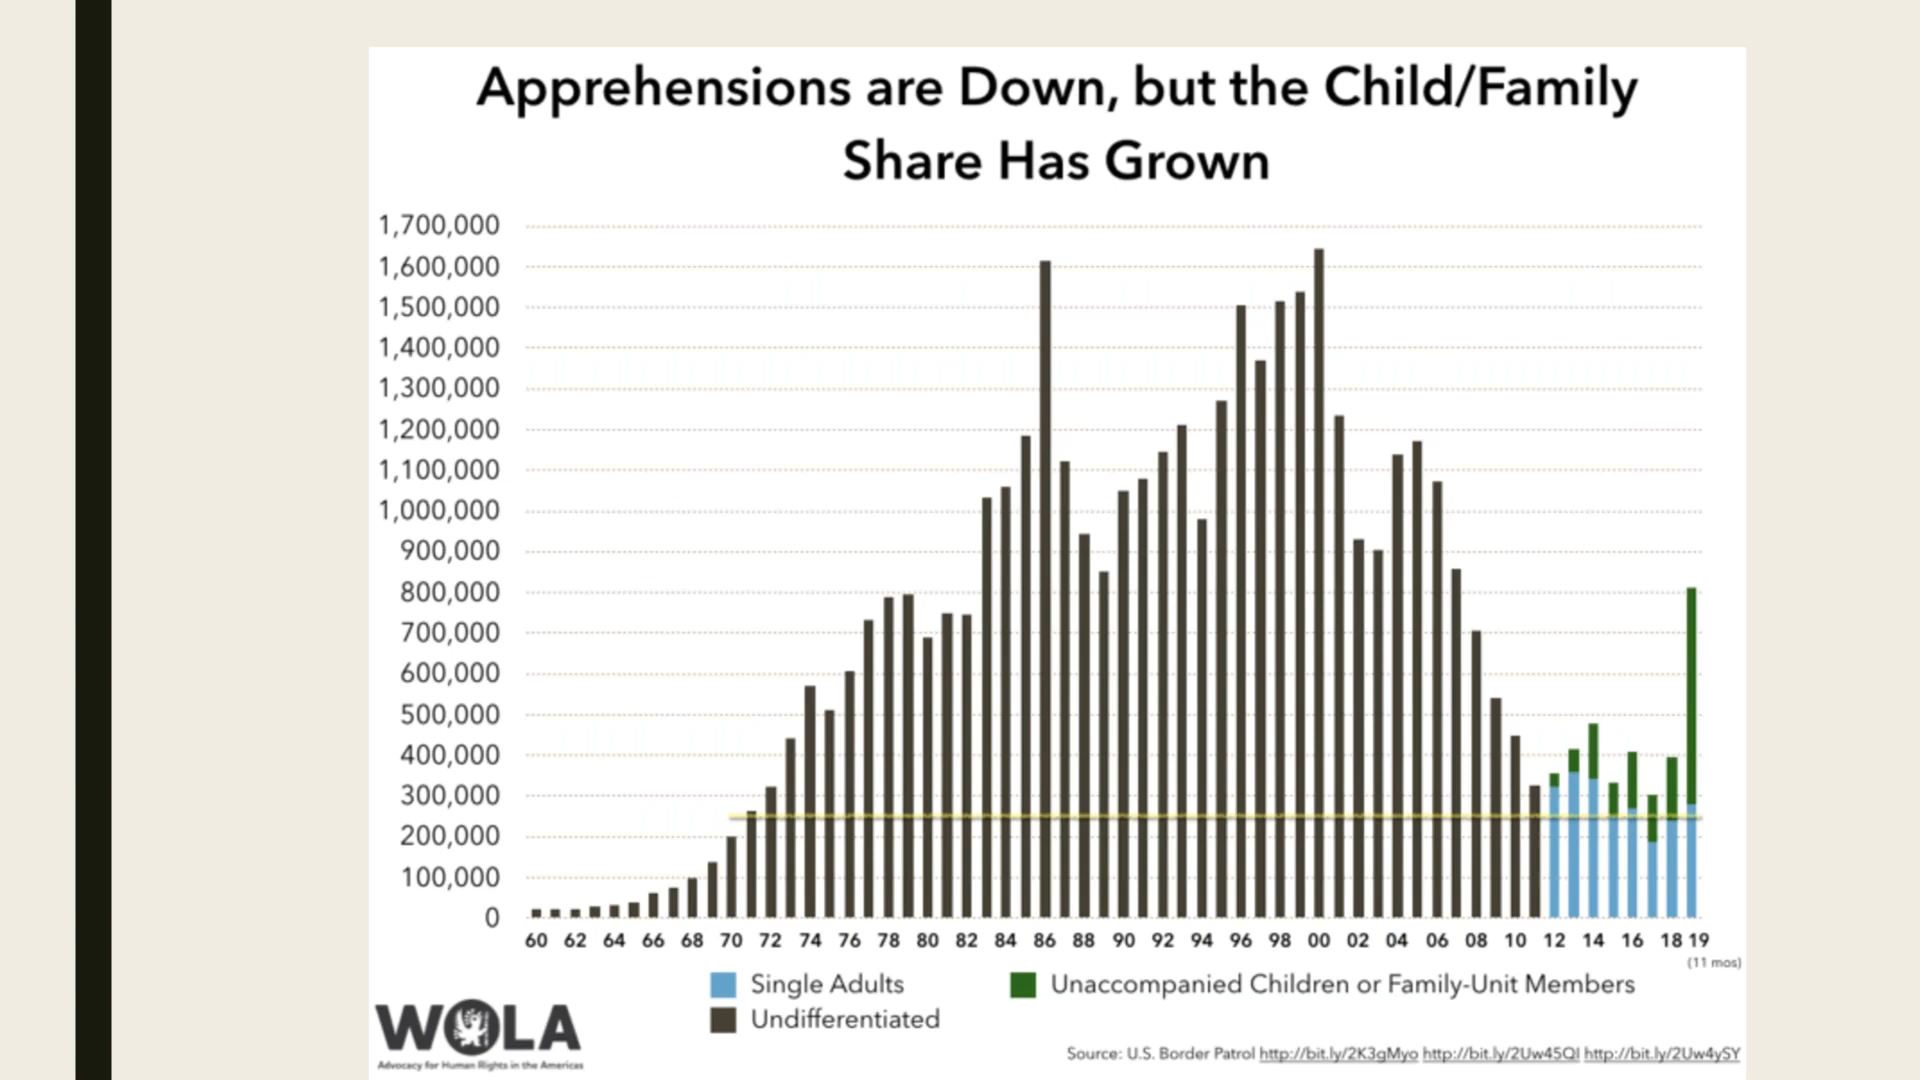 Apprehensions are Down, but the Child/Family
Share Has Grown
1,700,000
1,600,000
1,500,000
1,400,000
1,300,000
1,200,000
1,100,000
1,000,000
900,000
800,000
700,000
600,000
500,000
400,000
300,000
200,000
100,000
0
60 62 64 66 68 70 72 74 76 78 80 82 84 86 88 90 92 94 96 98 00 02 04 06 08 10 12 14 16 18 19
(11 mos)
Single Adults
Unaccompanied Children or Family-Unit Members
Undifferentiated
WOLA
Advocacy for Human Rights in the Americas
Source: U.S. Border Patrol http://bit.ly/2K3gMyo http://bit.ly/2Uw45QI http://bit.ly/2Uw4ySY